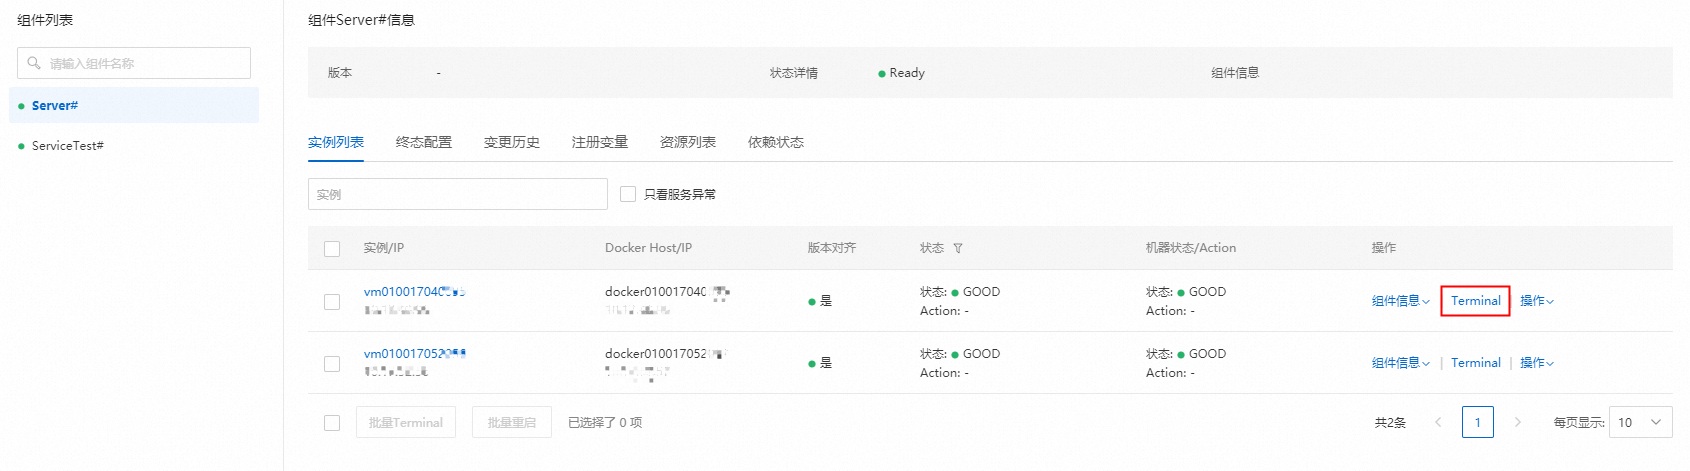 组件列表
请输入组件名称
Server#
ServiceTest#
组件Server#信息
版本 - 状态详情 Ready 组件信息
实例列表 终态配置 变更历史 注册变量 资源列表 依赖状态
实例 只看服务异常
实例/IP Docker Host/IP 版本对齐 状态 机器状态/Action 操作
vm010017040 docker010017040 是 状态: GOOD 状态: GOOD 组件信息 Terminal 操作
Action: - Action: -
vm010017052 docker010017052 是 状态: GOOD 状态: GOOD 组件信息 | Terminal | 操作
Action: - Action: -
批量Terminal 批量重启 已选择了 0 项 共2条 < 1 > 每页显示: 10